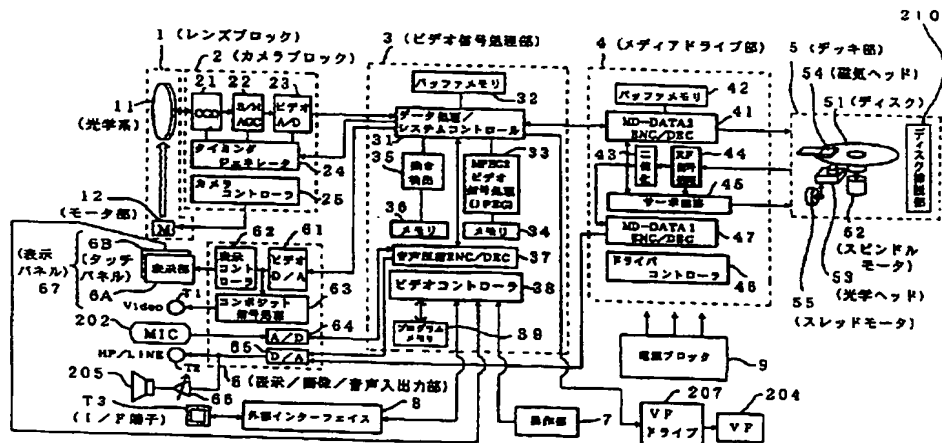 210
1 (レンズブロック)
2 (カメラブロック)
3 (ビデオ信号処理部)
4 (メディアドライブ部)
5 (デッキ部)
54 (磁気ヘッド)
51 (ディスク)
21
22
23
11
(光学系)
CCD
S/H
AGC
ビデオ
A/D
タイミング
ジェネレータ
24
カメラ
コントローラ
25
12
(モータ部)
M
バッファメモリ
32
データ処理/
システムコントロール
31
35
33
MPEG2
ビデオ
信号処理
(JPEG)
36
メモリ
メモリ
34
音声圧縮ENC/DEC
37
ビデオコントローラ
38
プログラム
メモリ
39
42
バッファメモリ
41
MD-DATA2
ENC/DEC
43
二値化
RF
信号処理
44
サーボ回路
45
MD-DATA1
ENC/DEC
47
ドライバ
コントローラ
46
ディスク
62
(スピンドル
モータ)
53
(光学ヘッド)
55
(スレッドモータ)
6B
(タッチ
パネル)
6A
(表示
パネル)
67
表示部
62
表示
コントローラ
61
ビデオ
D/A
コンポジット
信号処理
63
T1
Video
202
MIC
A/D
64
65
D/A
HP/LINE
T2
6 (表示/画像/音声入出力部)
205
66
T3
(I/F端子)
外部インターフェイス
8
操作部
7
電源ブロック
9
207
VF
ドライブ
204
VF